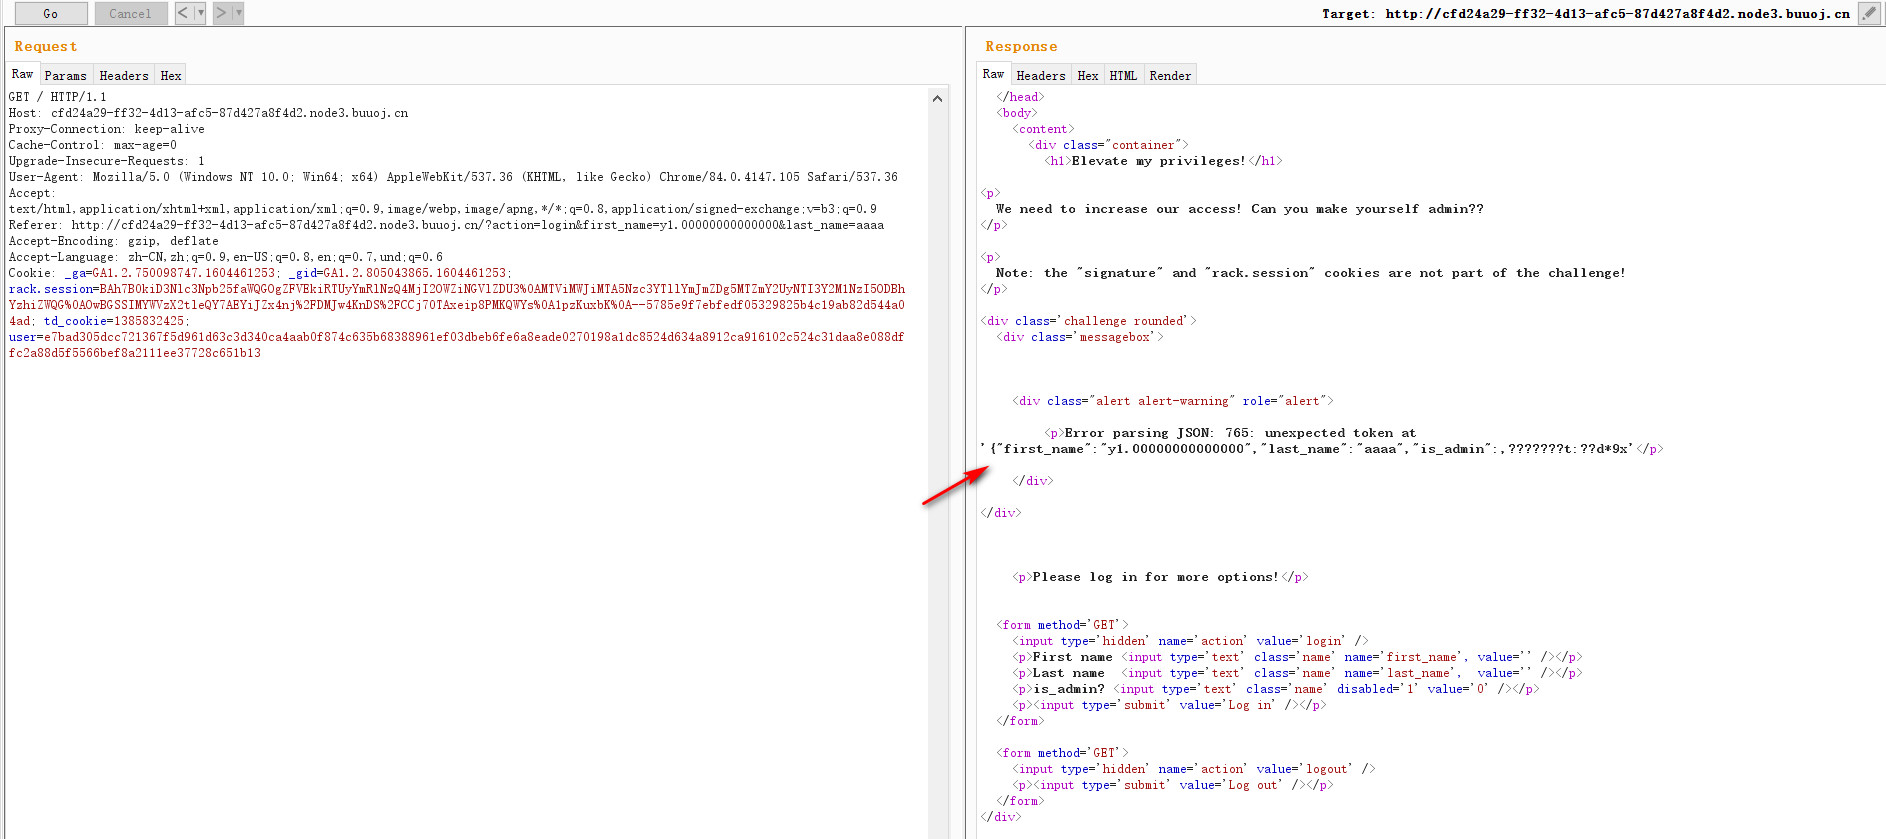 Go
Cancel
<
>
Target: http://cfd24a29-ff32-4d13-afc5-87d427a8f4d2.node3.buuoj.cn
Request
Raw Params Headers Hex
GET / HTTP/1.1
Host: cfd24a29-ff32-4d13-afc5-87d427a8f4d2.node3.buuoj.cn
Proxy-Connection: keep-alive
Cache-Control: max-age=0
Upgrade-Insecure-Requests: 1
User-Agent: Mozilla/5.0 (Windows NT 10.0; Win64; x64) AppleWebKit/537.36 (KHTML, like Gecko) Chrome/84.0.4147.105 Safari/537.36
Accept:
text/html,application/xhtml+xml,application/xml;q=0.9,image/webp,image/apng,*/*;q=0.8,application/signed-exchange;v=b3;q=0.9
Referer: http://cfd24a29-ff32-4d13-afc5-87d427a8f4d2.node3.buuoj.cn/?action=login&first_name=y1.00000000000000&last_name=aaaa
Accept-Encoding: gzip, deflate
Accept-Language: zh-CN,zh;q=0.9,en-US;q=0.8,en;q=0.7,und;q=0.6
Cookie: _ga=GA1.2.750098747.1604461253; _gid=GA1.2.805043865.1604461253;
4ad; td_cookie=1385832425;
user=e7bad305dcc721367f5d961d63c3d340ca4aab0f874c635b68388961ef03dbeb6fe6a8eade0270198a1dc8524d634a8912ca916102c524c31daa8e088df
fc2a88d5f5566bef8a2111ee37728c651b13
Response
Raw Headers Hex HTML Render
</head>
<body>
<content>
<div class="container">
<h1>Elevate my privileges!</h1>
<p>
We need to increase our access! Can you make yourself admin??
</p>
<p>
Note: the "signature" and "rack.session" cookies are not part of the challenge!
</p>
<div class='challenge rounded'>
<div class='messagebox'>
<div class="alert alert-warning" role="alert">
<p>Error parsing JSON: 765: unexpected token at
'{"first_name":"y1.00000000000000","last_name":"aaaa","is_admin":,???????t:??d*9x'</p>
</div>
</div>
<p>Please log in for more options!</p>
<form method='GET'>
<input type='hidden' name='action' value='login' />
<p>First name <input type='text' class='name' name='first_name', value='' /></p>
<p>Last name  <input type='text' class='name' name='last_name',  value='' /></p>
<p>is_admin? <input type='text' class='name' disabled='1' value='0' /></p>
<p><input type='submit' value='Log in' /></p>
</form>
<form method='GET'>
<input type='hidden' name='action' value='logout' />
<p><input type='submit' value='Log out' /></p>
</form>
</div>